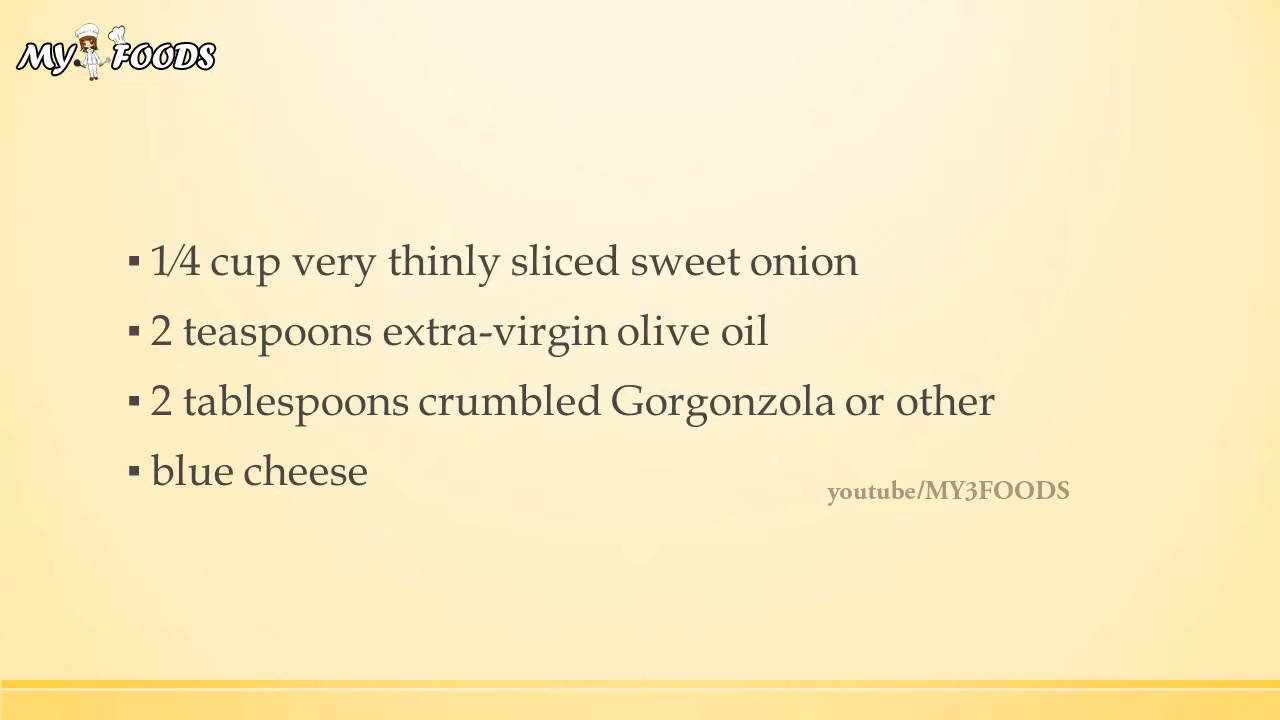 MY FOODS
▪ 1/4 cup very thinly sliced sweet onion
▪ 2 teaspoons extra-virgin olive oil
▪ 2 tablespoons crumbled Gorgonzola or other
▪ blue cheese
youtube/MY3FOODS